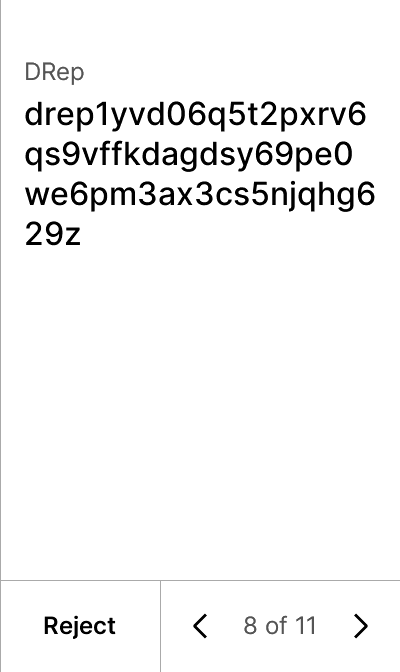 DRep
drep1yvd06q5t2pxrv6
qs9vffkdagdsy69pe0
we6pm3ax3cs5njqhg6
29z
Reject
8 of 11